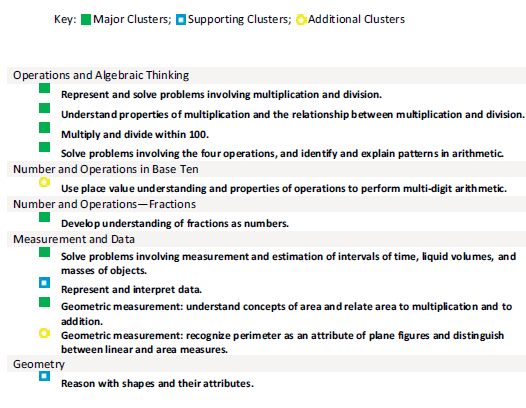 Key: Major Clusters; Supporting Clusters; Additional Clusters
Operations and Algebraic Thinking
Represent and solve problems involving multiplication and division.
Understand properties of multiplication and the relationship between multiplication and division.
Multiply and divide within 100.
Solve problems involving the four operations, and identify and explain patterns in arithmetic.
Number and Operations in Base Ten
Use place value understanding and properties of operations to perform multi-digit arithmetic.
Number and Operations—Fractions
Develop understanding of fractions as numbers.
Measurement and Data
Solve problems involving measurement and estimation of intervals of time, liquid volumes, and
masses of objects.
Represent and interpret data.
Geometric measurement: understand concepts of area and relate area to multiplication and to
addition.
Geometric measurement: recognize perimeter as an attribute of plane figures and distinguish
between linear and area measures.
Geometry
Reason with shapes and their attributes.